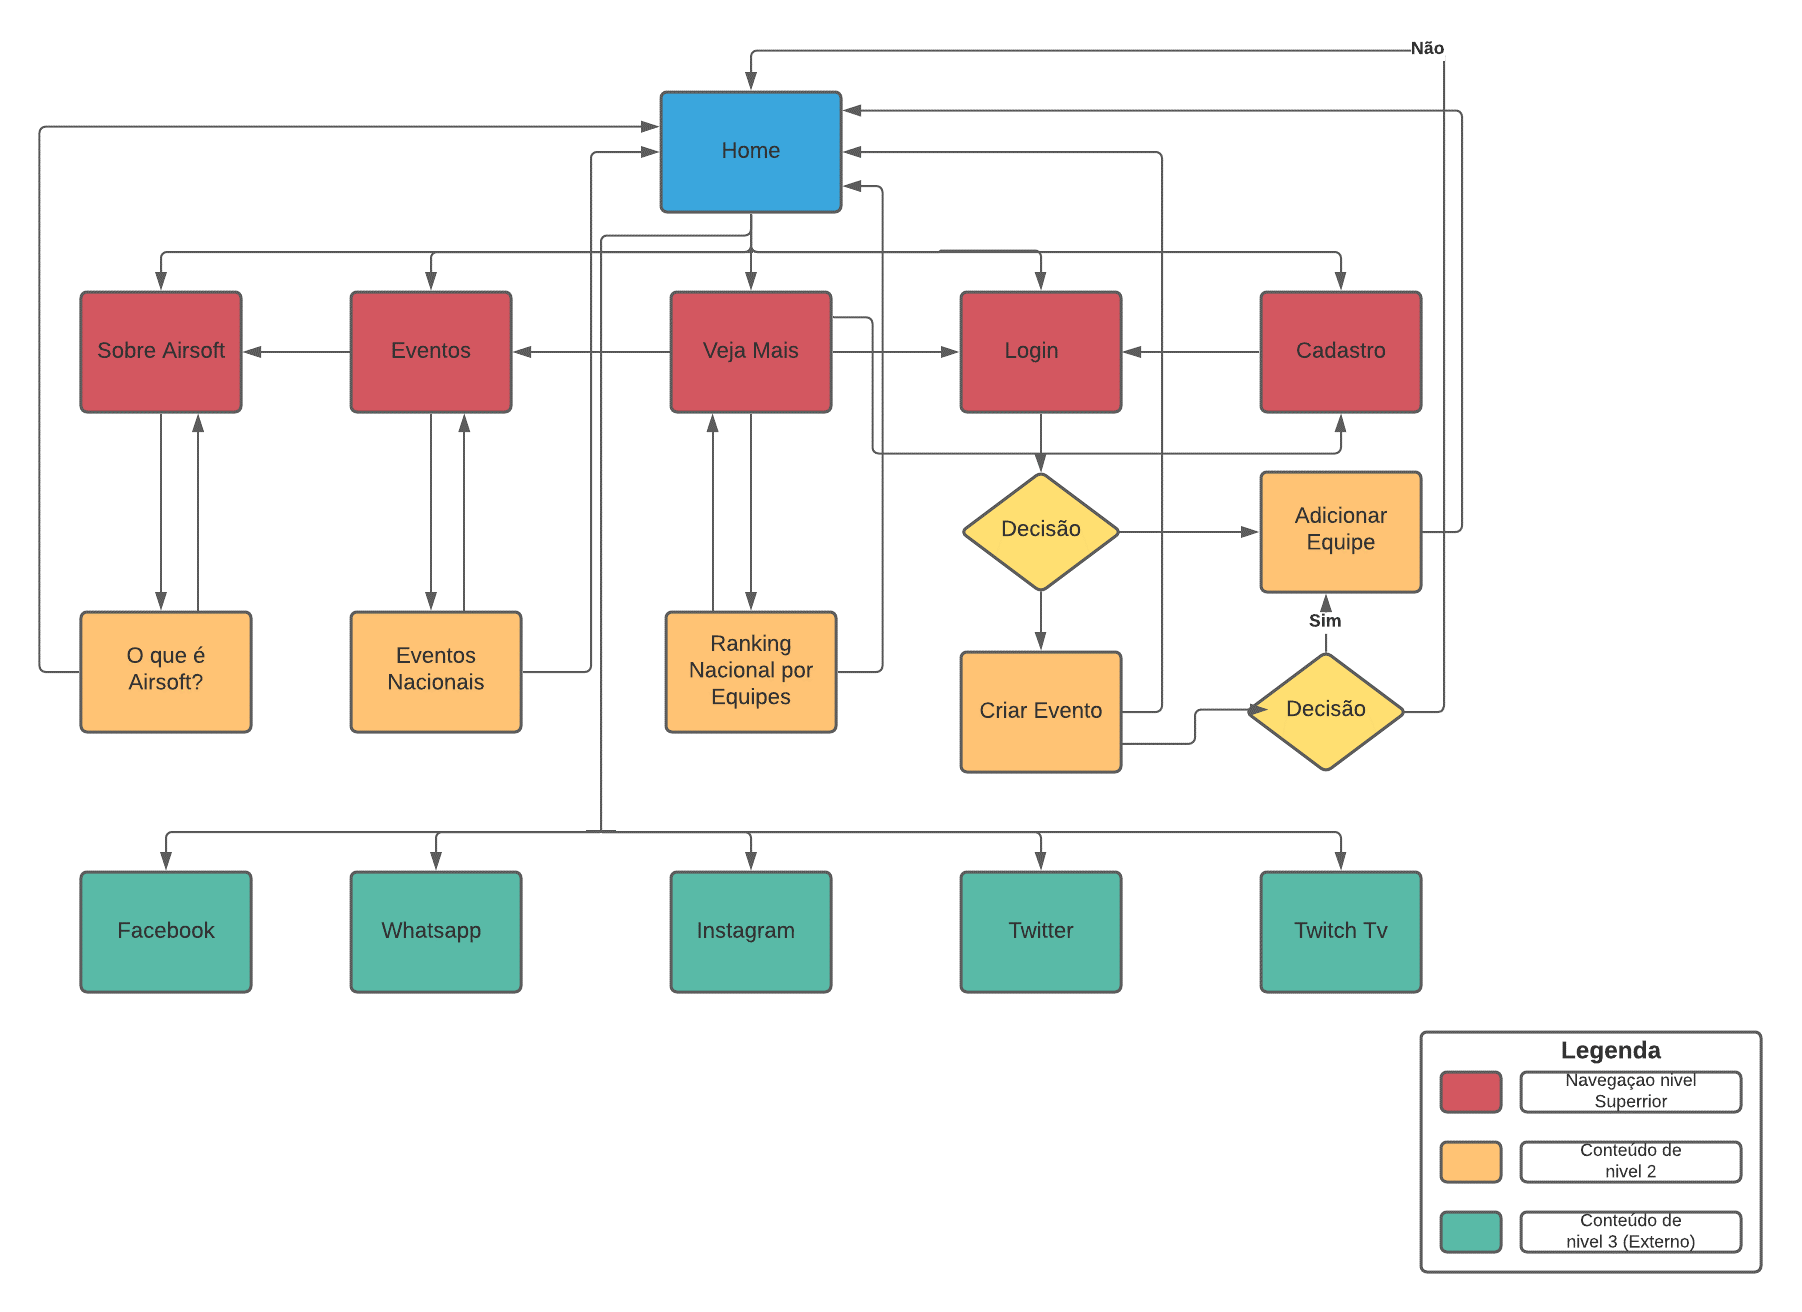 Não
Home
Sobre Airsoft
Eventos
Veja Mais
Login
Cadastro
Decisão
Adicionar
Equipe
Sim
O que é
Airsoft?
Eventos
Nacionais
Ranking
Nacional por
Equipes
Criar Evento
Decisão
Facebook
Whatsapp
Instagram
Twitter
Twitch Tv
Legenda
Navegaçao nivel
Superrior
Conteúdo de
nivel 2
Conteúdo de
nivel 3 (Externo)